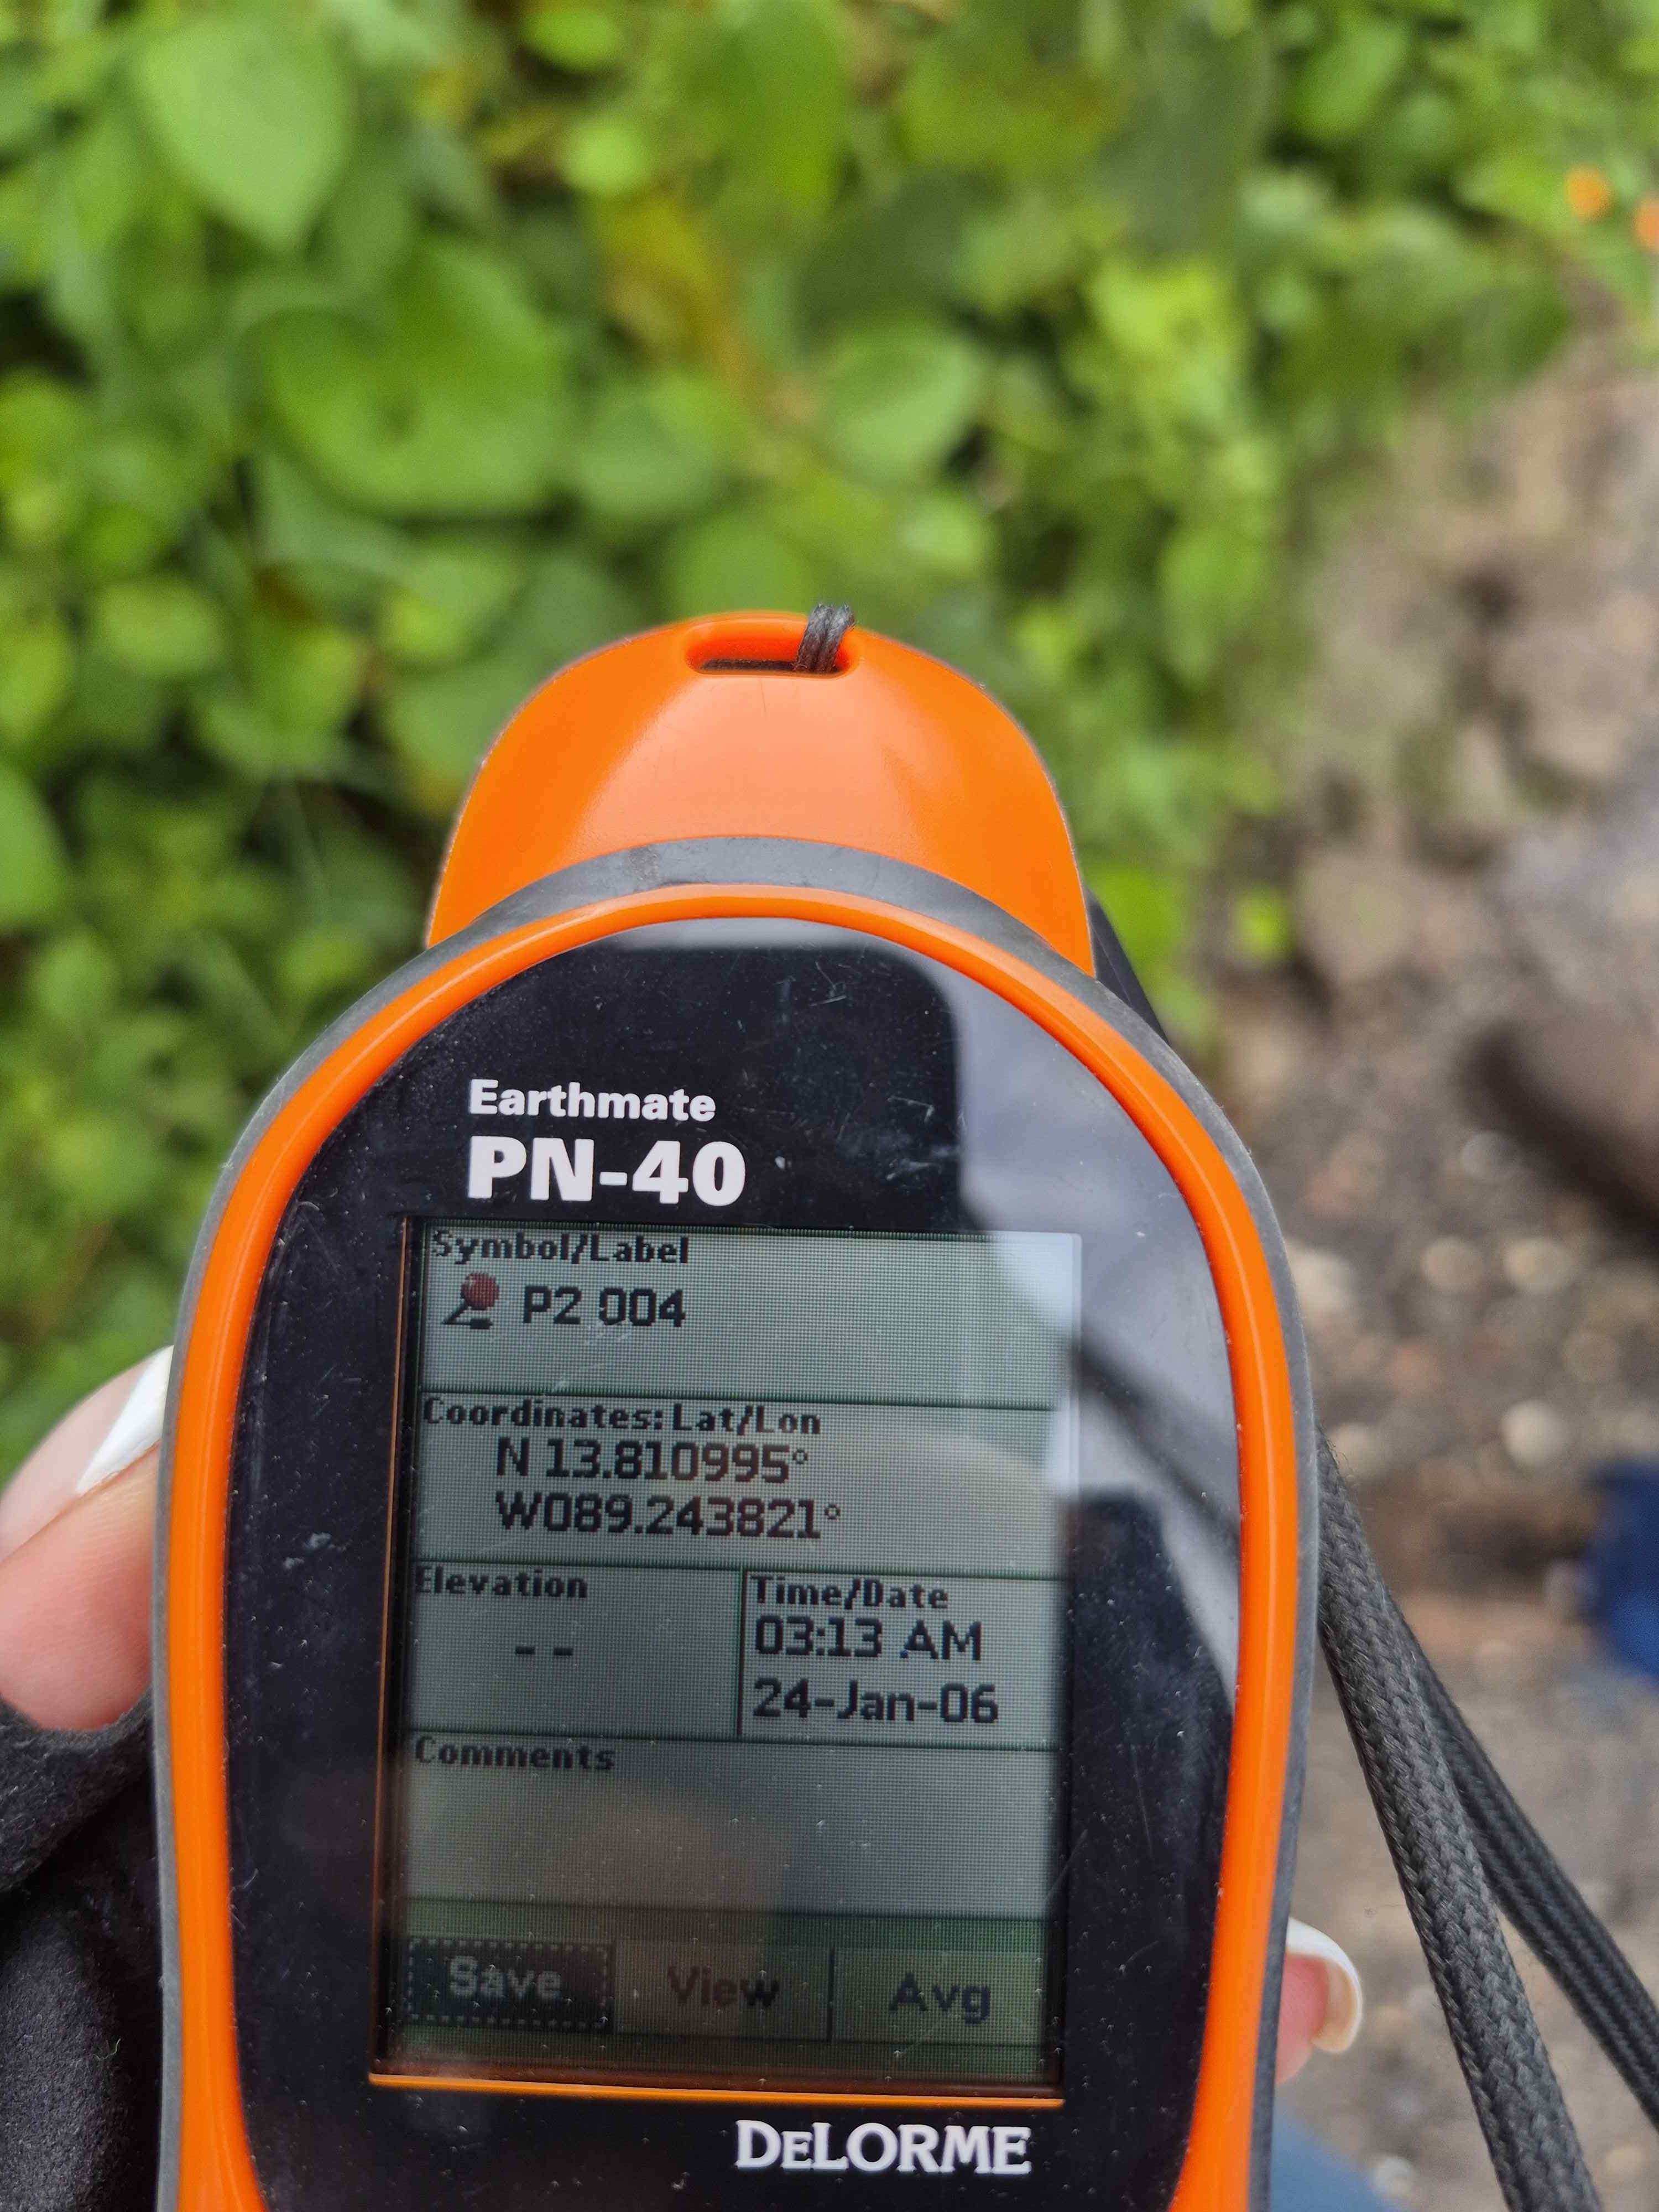 Earthmate
PN-40
Symbol/Label
P2 004
Coordinates: Lat/Lon
N 13.810995°
W089.243821°
Elevation
--
Time/Date
03:13 AM
24-Jan-06
Comments
Save View Avg
DELORME